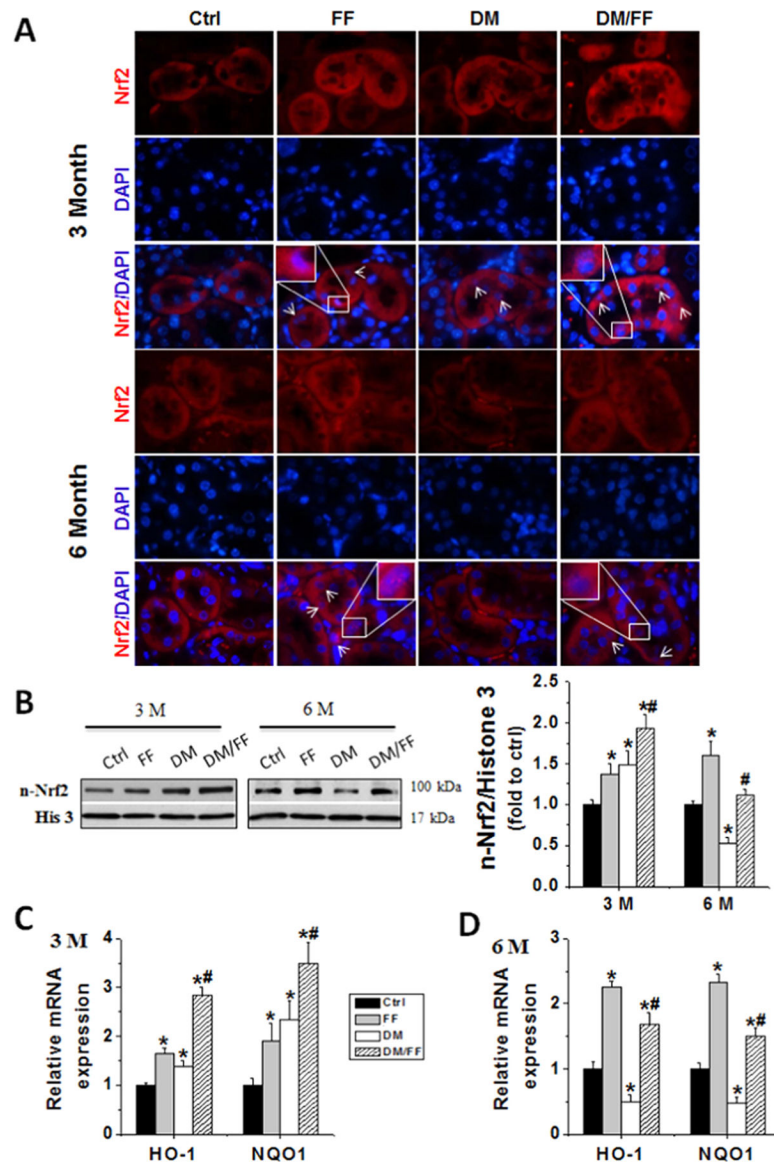 A
Ctrl FF DM DM/FF
3 Month
Nrf2
DAPI
Nrf2/DAPI
6 Month
Nrf2
DAPI
Nrf2/DAPI
B
3 M 6 M
Ctrl FF DM DM/FF Ctrl FF DM DM/FF
n-Nrf2 100 kDa
His 3 17 kDa
n-Nrf2/Histone 3
(fold to ctrl)
2.5
2.0
1.5
1.0
0.5
0.0
* * *# * * #
3 M 6 M
C
3 M
Relative mRNA
expression
4
3
2
1
0
* * *# * * *#
HO-1 NQO1
Ctrl
FF
DM
DM/FF
D
6 M
Relative mRNA
expression
3
2
1
0
* * *# * * *#
HO-1 NQO1